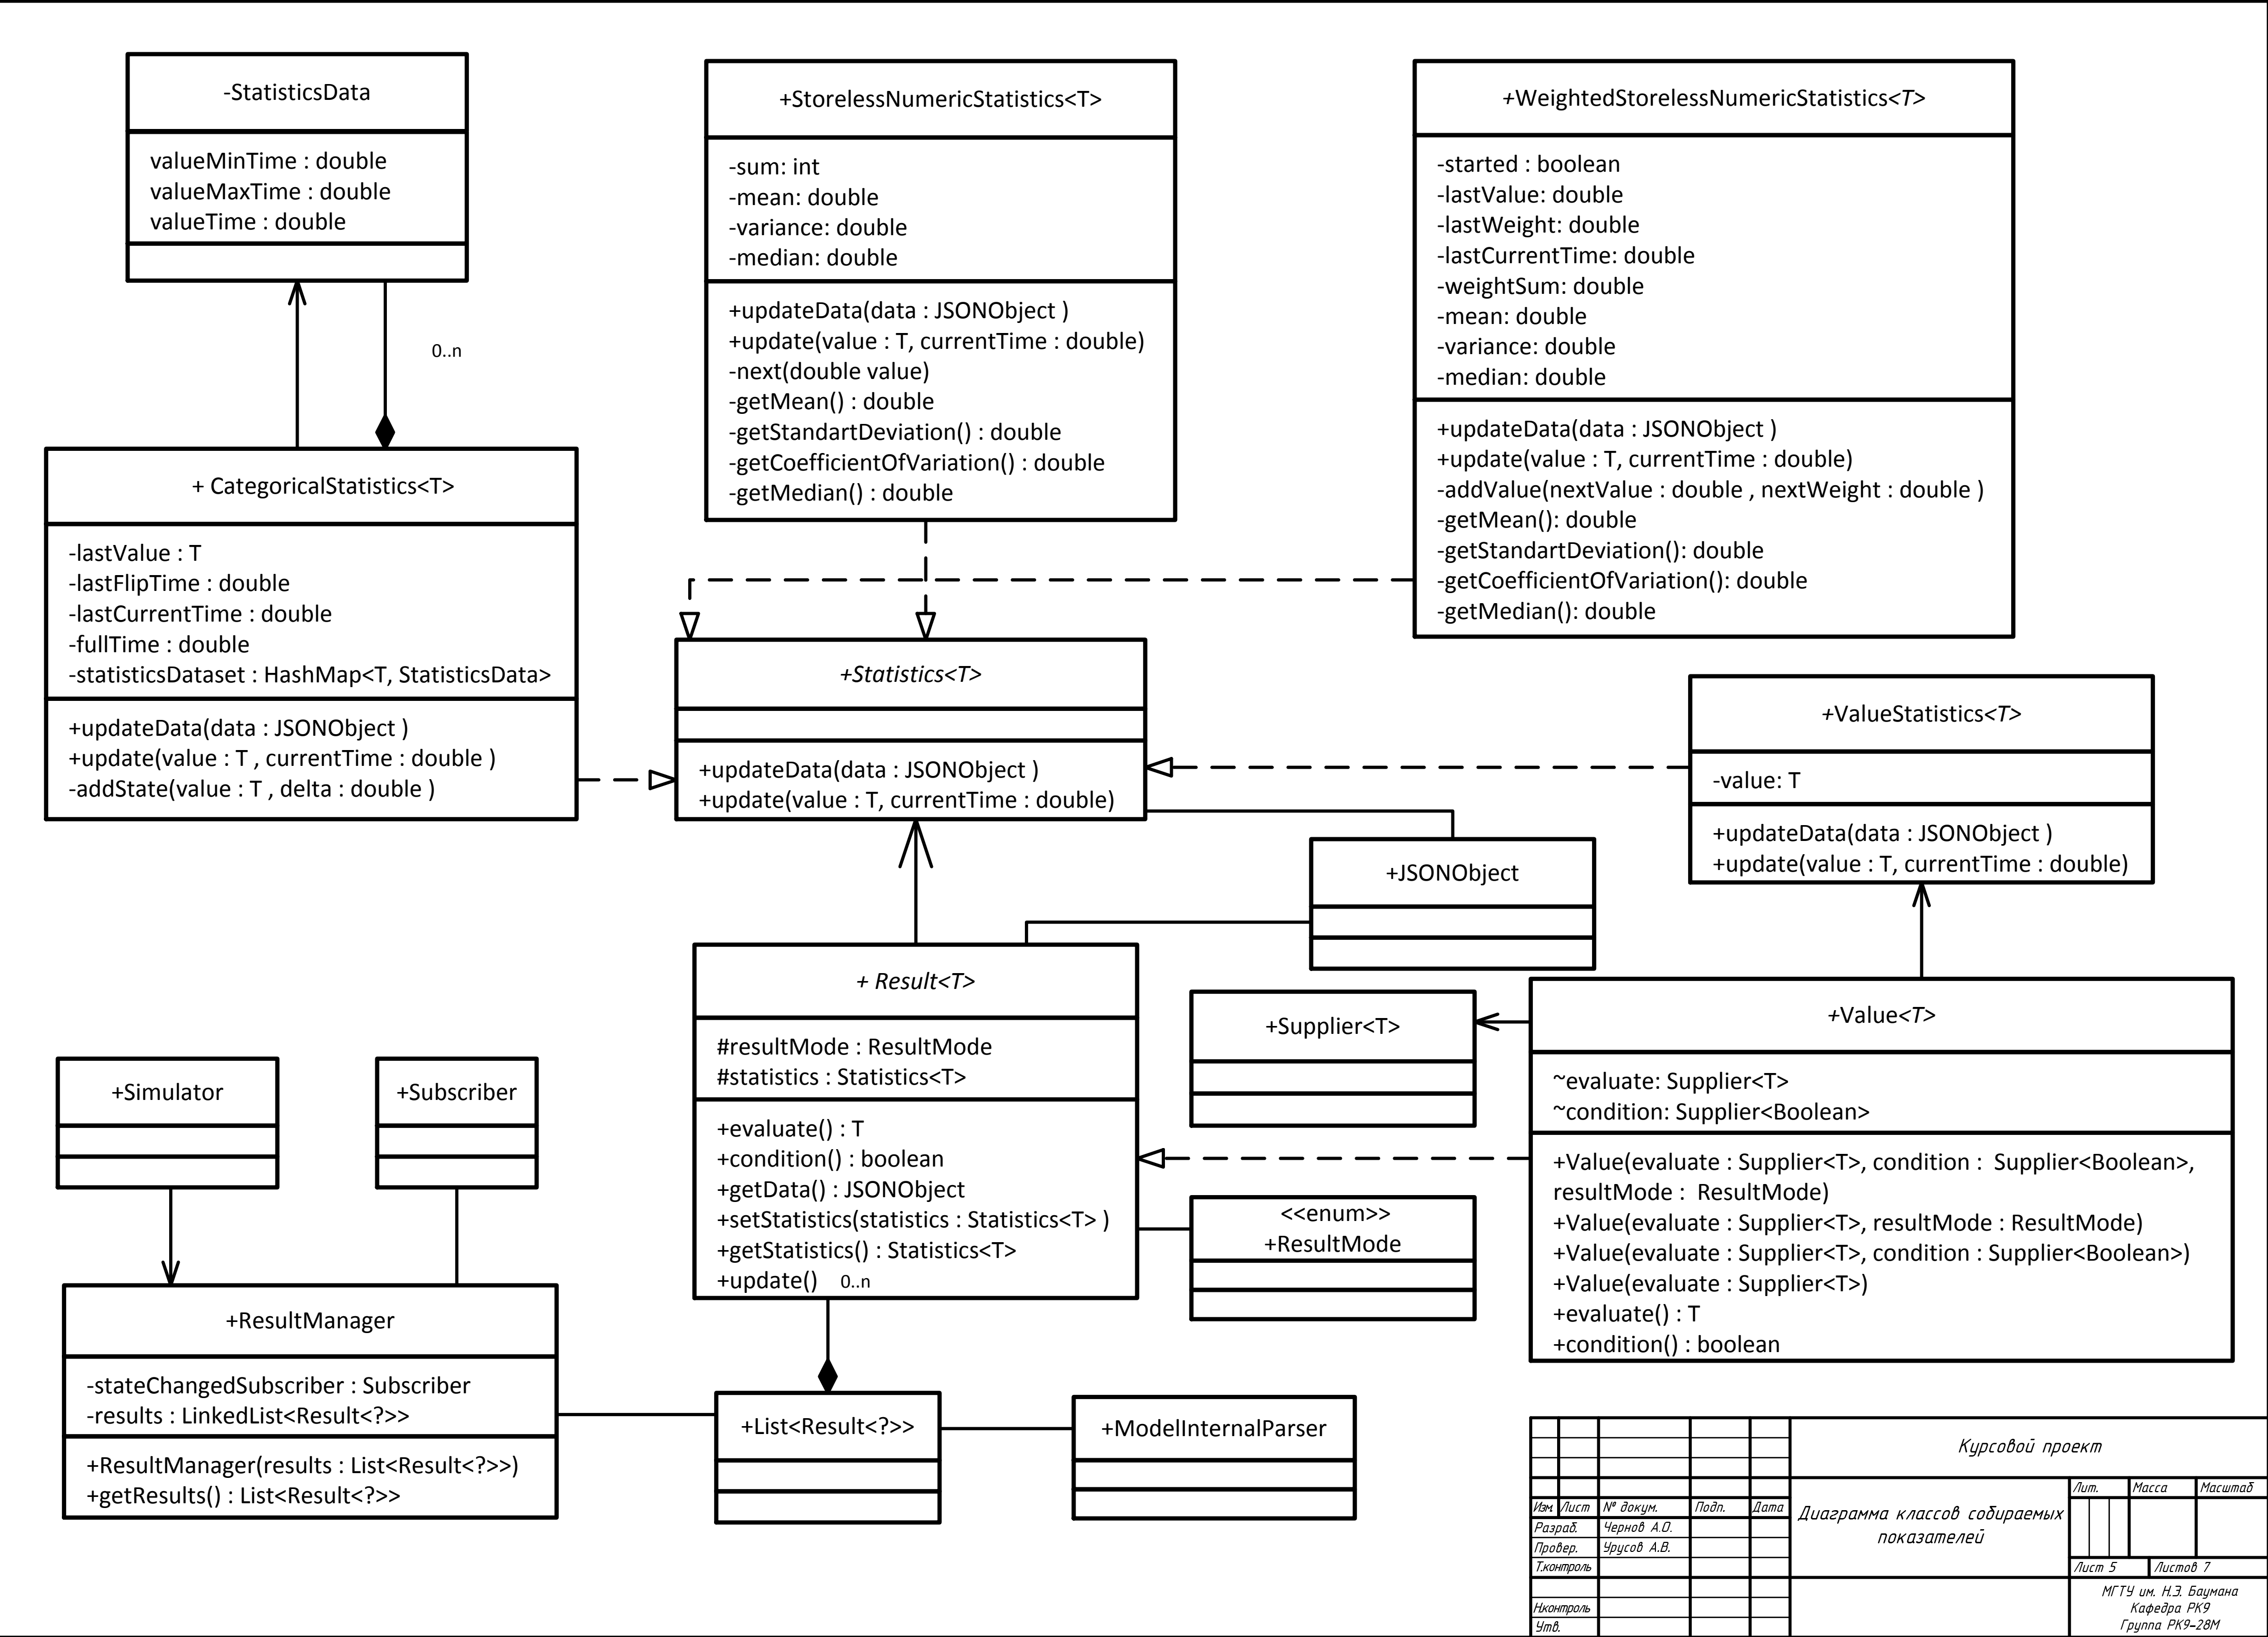 -StatisticsData
valueMinTime : double
valueMaxTime : double
valueTime : double
0..n
+StorelessNumericStatistics<T>
-sum: int
-mean: double
-variance: double
-median: double
+updateData(data : JSONObject )
+update(value : T, currentTime : double)
-next(double value)
-getMean() : double
-getStandartDeviation() : double
-getCoefficientOfVariation() : double
-getMedian() : double
+WeightedStorelessNumericStatistics<T>
-started : boolean
-lastValue: double
-lastWeight: double
-lastCurrentTime: double
-weightSum: double
-mean: double
-variance: double
-median: double
+updateData(data : JSONObject )
+update(value : T, currentTime : double)
-addValue(nextValue : double , nextWeight : double )
-getMean(): double
-getStandartDeviation(): double
-getCoefficientOfVariation(): double
-getMedian(): double
+ CategoricalStatistics<T>
-lastValue : T
-lastFlipTime : double
-lastCurrentTime : double
-fullTime : double
-statisticsDataset : HashMap<T, StatisticsData>
+updateData(data : JSONObject )
+update(value : T , currentTime : double )
-addState(value : T , delta : double )
+Statistics<T>
+updateData(data : JSONObject )
+update(value : T, currentTime : double)
+ValueStatistics<T>
-value: T
+updateData(data : JSONObject )
+update(value : T, currentTime : double)
+JSONObject
+ Result<T>
#resultMode : ResultMode
#statistics : Statistics<T>
+evaluate() : T
+condition() : boolean
+getData() : JSONObject
+setStatistics(statistics : Statistics<T> )
+getStatistics() : Statistics<T>
+update() 0..n
+Supplier<T>
+Value<T>
~evaluate: Supplier<T>
~condition: Supplier<Boolean>
+Value(evaluate : Supplier<T>, condition :  Supplier<Boolean>,
resultMode :  ResultMode)
+Value(evaluate : Supplier<T>, resultMode : ResultMode)
+Value(evaluate : Supplier<T>, condition : Supplier<Boolean>)
+Value(evaluate : Supplier<T>)
+evaluate() : T
+condition() : boolean
<<enum>>
+ResultMode
+Simulator
+Subscriber
+ResultManager
-stateChangedSubscriber : Subscriber
-results : LinkedList<Result<?>>
+ResultManager(results : List<Result<?>>)
+getResults() : List<Result<?>>
+List<Result<?>>
+ModelInternalParser
Курсовой проект
Изм. Лист № докум. Подп. Дата
Разраб. Чернов А.О.
Провер. Урусов А.В.
Т.контроль
Н.контроль
Утв.
Диаграмма классов собираемых
показателей
Лит. Масса Масштаб
Лист 5 Листов 7
МГТУ им. Н.Э. Баумана
Кафедра РК9
Группа РК9-28М